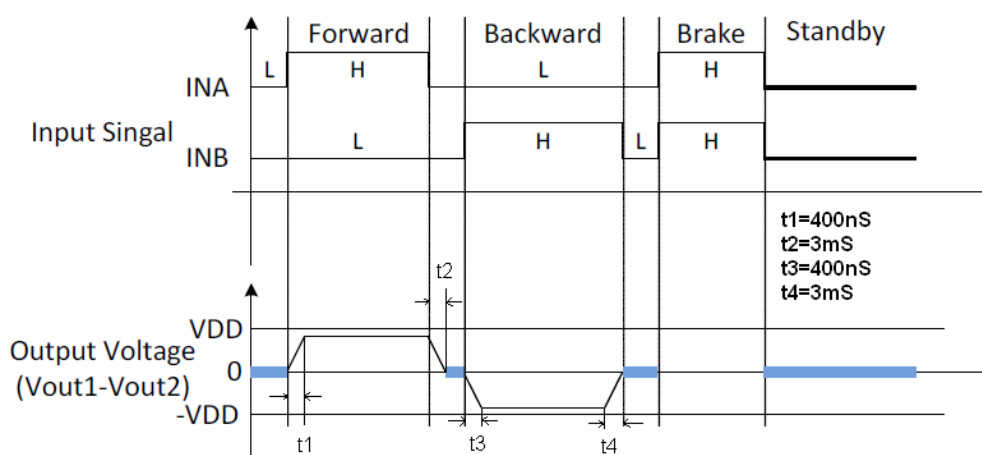 Forward Backward Brake Standby
L H L H
INA
Input Singal
L H L H
INB
t1=400nS
t2=3mS
t3=400nS
t4=3mS
t2
VDD
Output Voltage
(Vout1-Vout2)
0
-VDD
t1 t3 t4